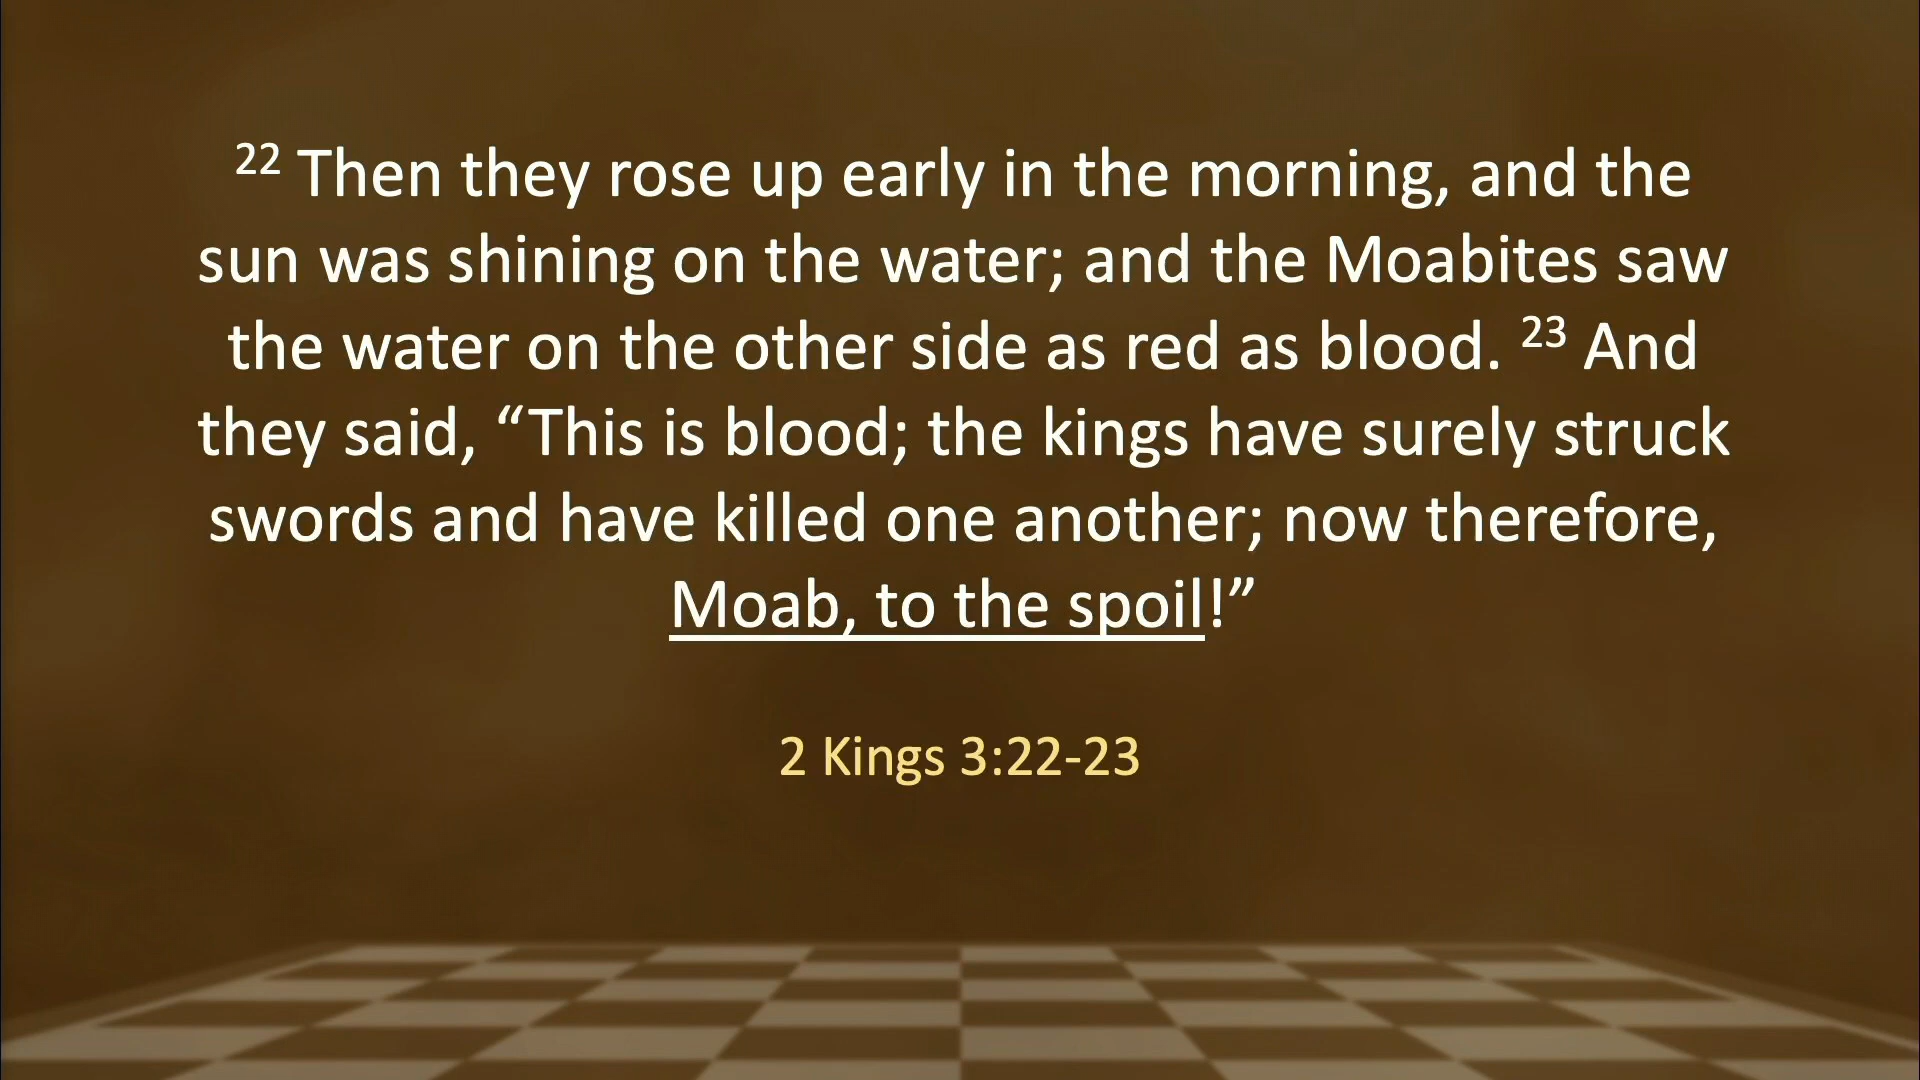 22 Then they rose up early in the morning, and the
sun was shining on the water; and the Moabites saw
the water on the other side as red as blood. 23 And
they said, “This is blood; the kings have surely struck
swords and have killed one another; now therefore,
Moab, to the spoil!”
2 Kings 3:22-23